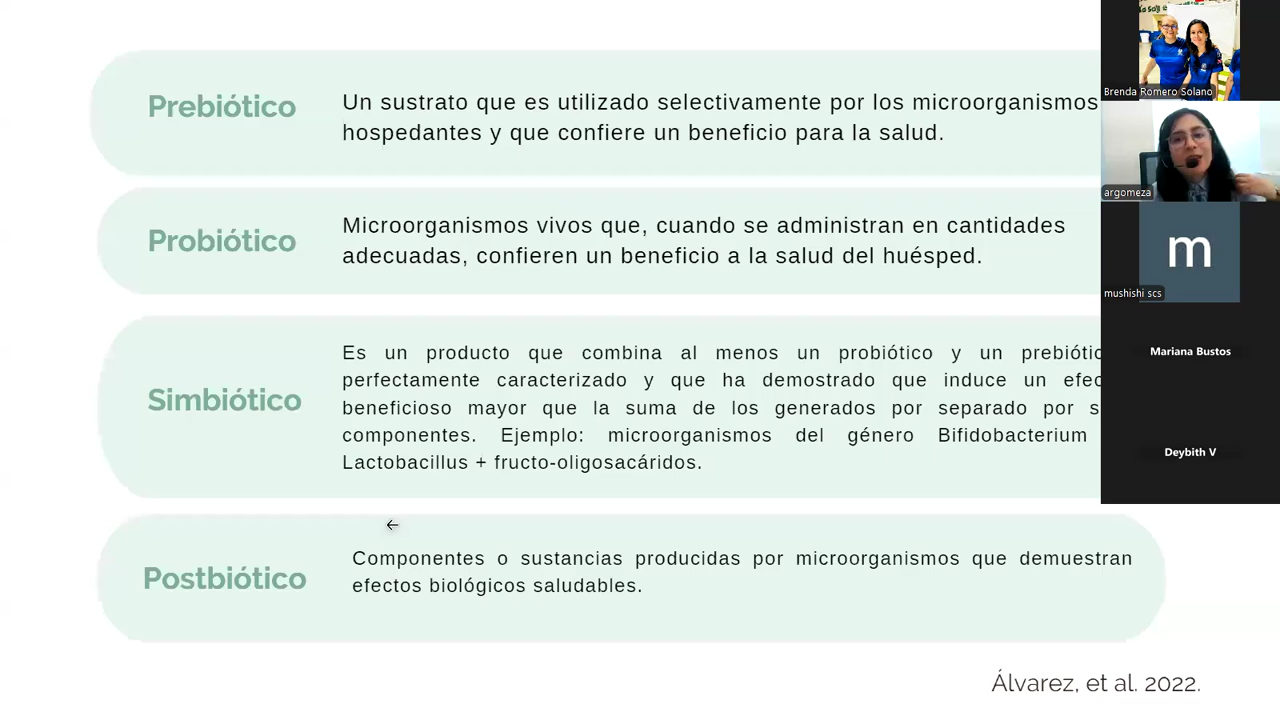 Prebiótico
Un sustrato que es utilizado selectivamente por los microorganismos
hospedantes y que confiere un beneficio para la salud.
Probiótico
Microorganismos vivos que, cuando se administran en cantidades
adecuadas, confieren un beneficio a la salud del huésped.
Simbiótico
Es un producto que combina al menos un probiótico y un
perfectamente caracterizado y que ha demostrado que induce un
beneficioso mayor que la suma de los generados por separado por
componentes. Ejemplo: microorganismos del género Bifidobacterium
Lactobacillus + fructo-oligosacáridos.
Postbiótico
Componentes o sustancias producidas por microorganismos que demuestran
efectos biológicos saludables.
Álvarez, et al. 2022.
Brenda Romero Solano
argomeza
m
mushishi scs
Mariana Bustos
Deybith V